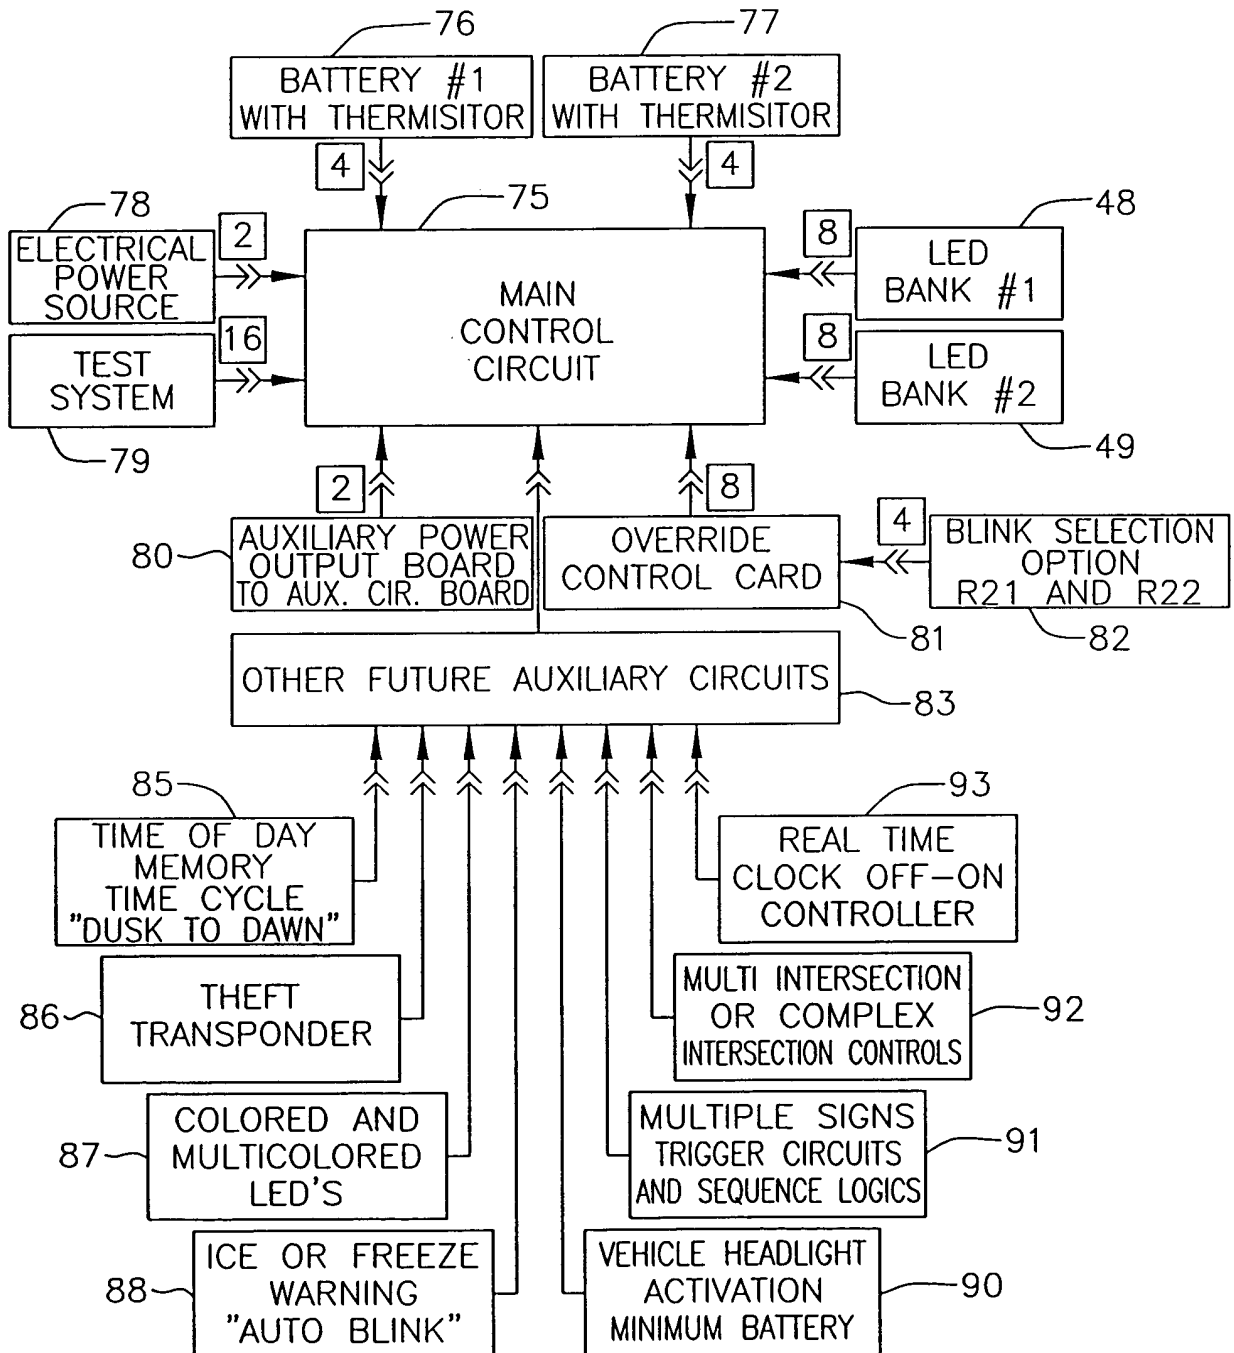 76
77
BATTERY #1
WITH THERMISITOR
BATTERY #2
WITH THERMISITOR
4
4
78
75
48
2
8
ELECTRICAL
POWER
SOURCE
MAIN
CONTROL
CIRCUIT
LED
BANK #1
16
8
TEST
SYSTEM
LED
BANK #2
79
49
2
8
4
80
AUXILIARY POWER
OUTPUT BOARD
TO AUX. CIR. BOARD
OVERRIDE
CONTROL CARD
BLINK SELECTION
OPTION
R21 AND R22
81
82
OTHER FUTURE AUXILIARY CIRCUITS
83
85
93
TIME OF DAY
MEMORY
TIME CYCLE
"DUSK TO DAWN"
REAL TIME
CLOCK OFF-ON
CONTROLLER
86
THEFT
TRANSPONDER
MULTI INTERSECTION
OR COMPLEX
INTERSECTION CONTROLS
92
87
COLORED AND
MULTICOLORED
LED'S
MULTIPLE SIGNS
TRIGGER CIRCUITS
AND SEQUENCE LOGICS
91
88
ICE OR FREEZE
WARNING
"AUTO BLINK"
VEHICLE HEADLIGHT
ACTIVATION
MINIMUM BATTERY
90